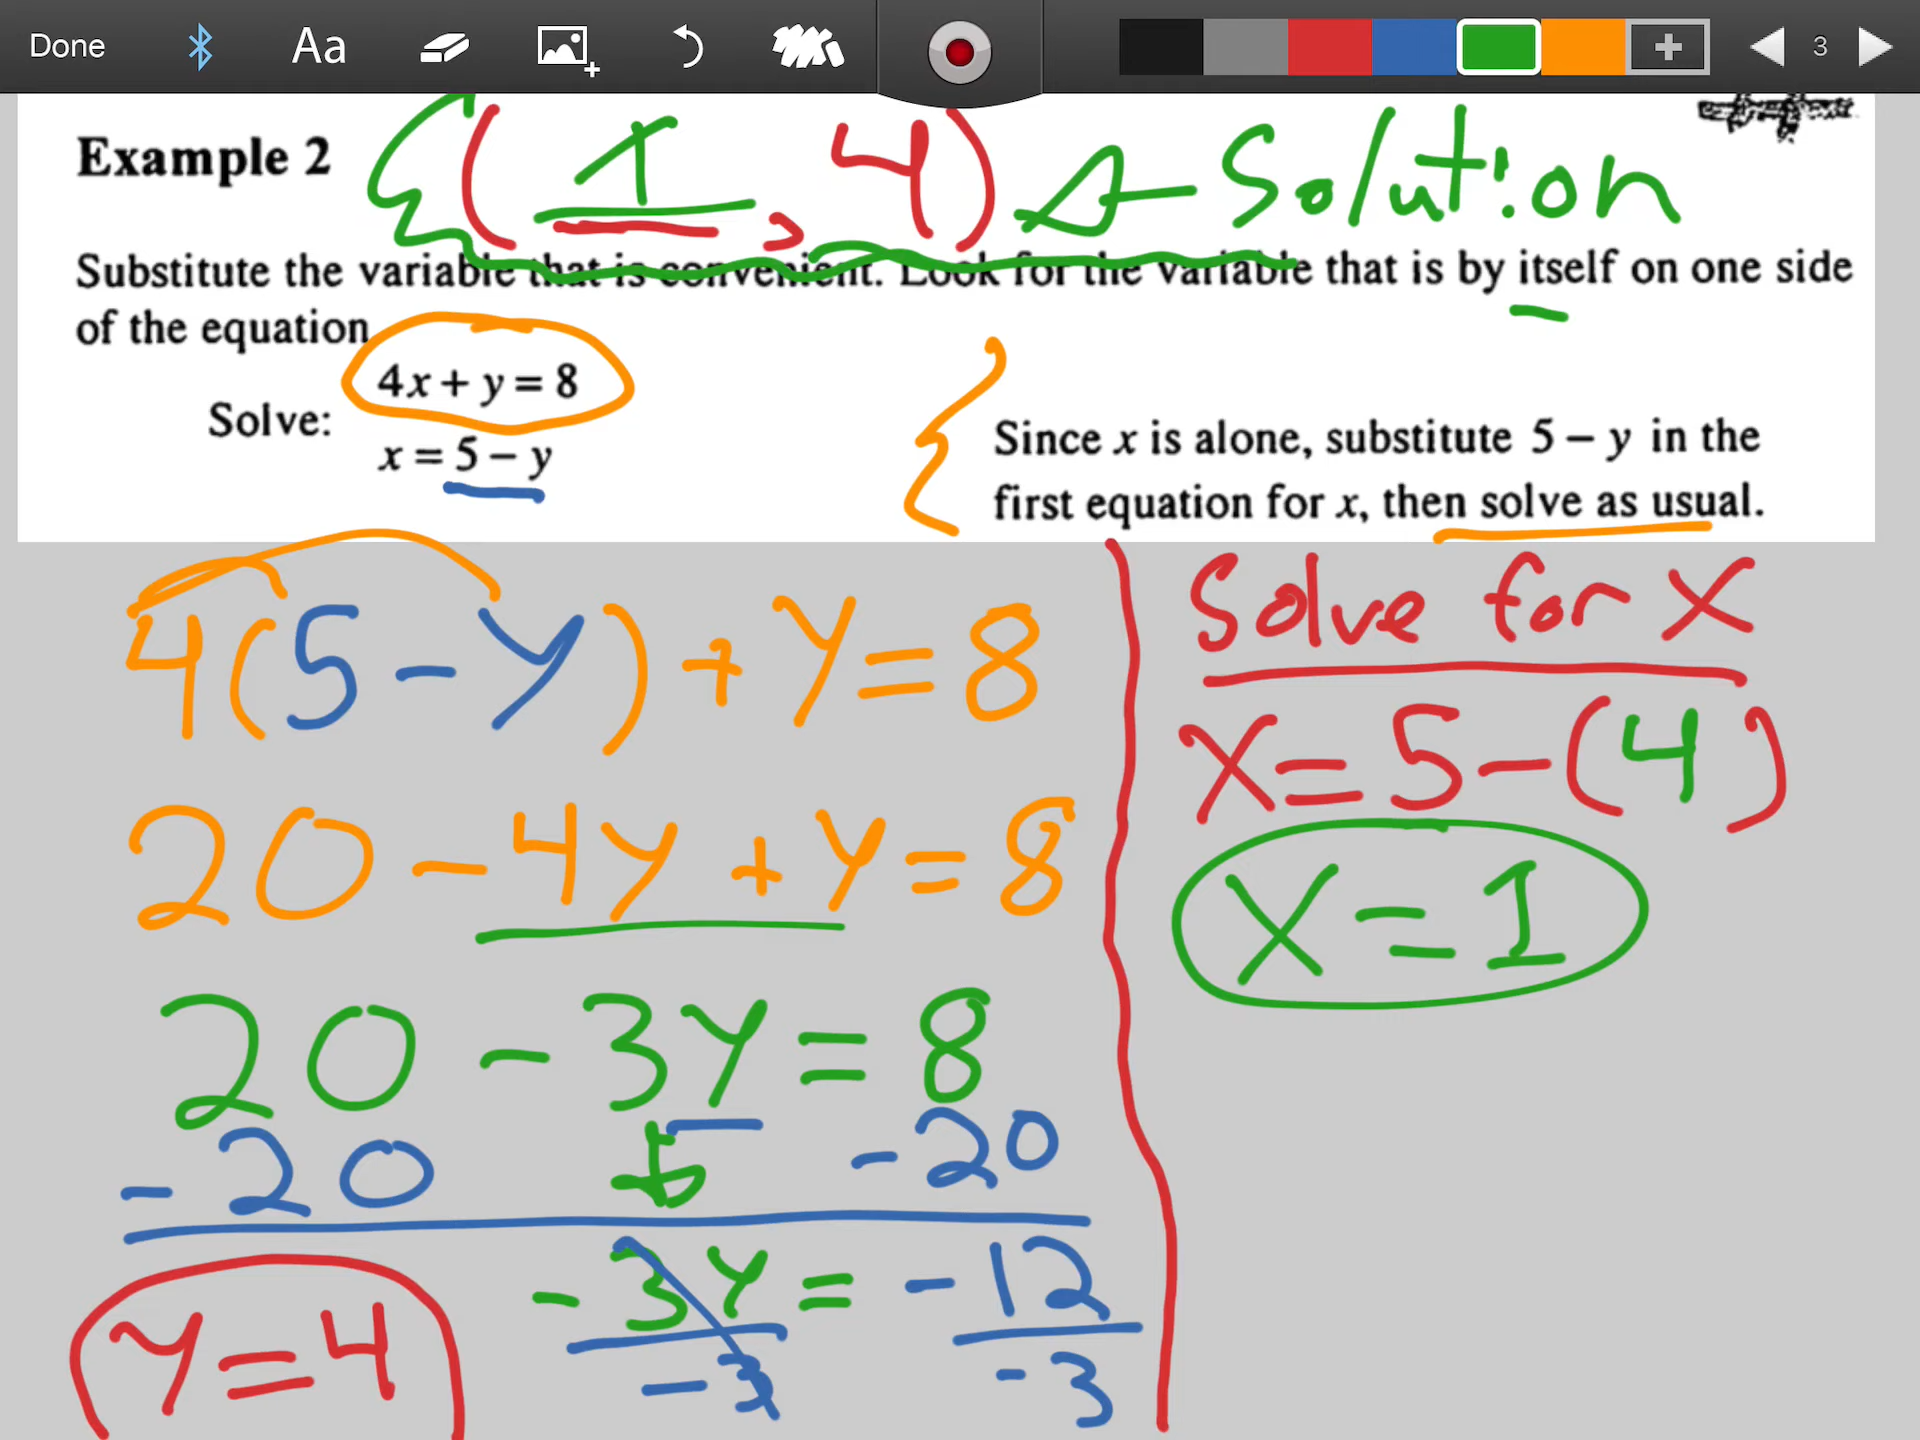 Done Aa 3
Example 2 (1, 4) Solution
Substitute the variable that is convenient. Look for the variable that is by itself on one side
of the equation
4x + y = 8
Solve:
x = 5 − y
Since x is alone, substitute 5 − y in the
first equation for x, then solve as usual.
4(5 − y) + y = 8
20 − 4y + y = 8
20 − 3y = 8
−20 −20
−3y = −12
−3 −3
y = 4
Solve for x
x = 5 − (4)
x = 1